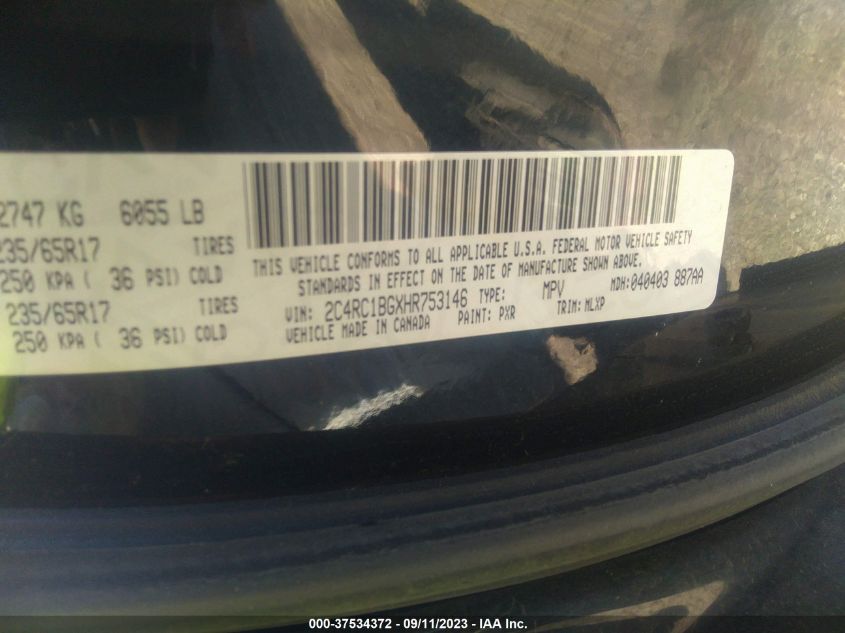 2747 KG 6055 LB
235/65R17 TIRES
250 KPA ( 36 PSI) COLD
235/65R17 TIRES
250 KPA ( 36 PSI) COLD
THIS VEHICLE CONFORMS TO ALL APPLICABLE U.S.A. FEDERAL MOTOR VEHICLE SAFETY
STANDARDS IN EFFECT ON THE DATE OF MANUFACTURE SHOWN ABOVE.
MDH: 040403 887AA
VIN: 2C4RC1BGXHR753146 TYPE: MPV
VEHICLE MADE IN CANADA PAINT: PXR TRIM: MLXP
000-37534372 - 09/11/2023 - IAA Inc.